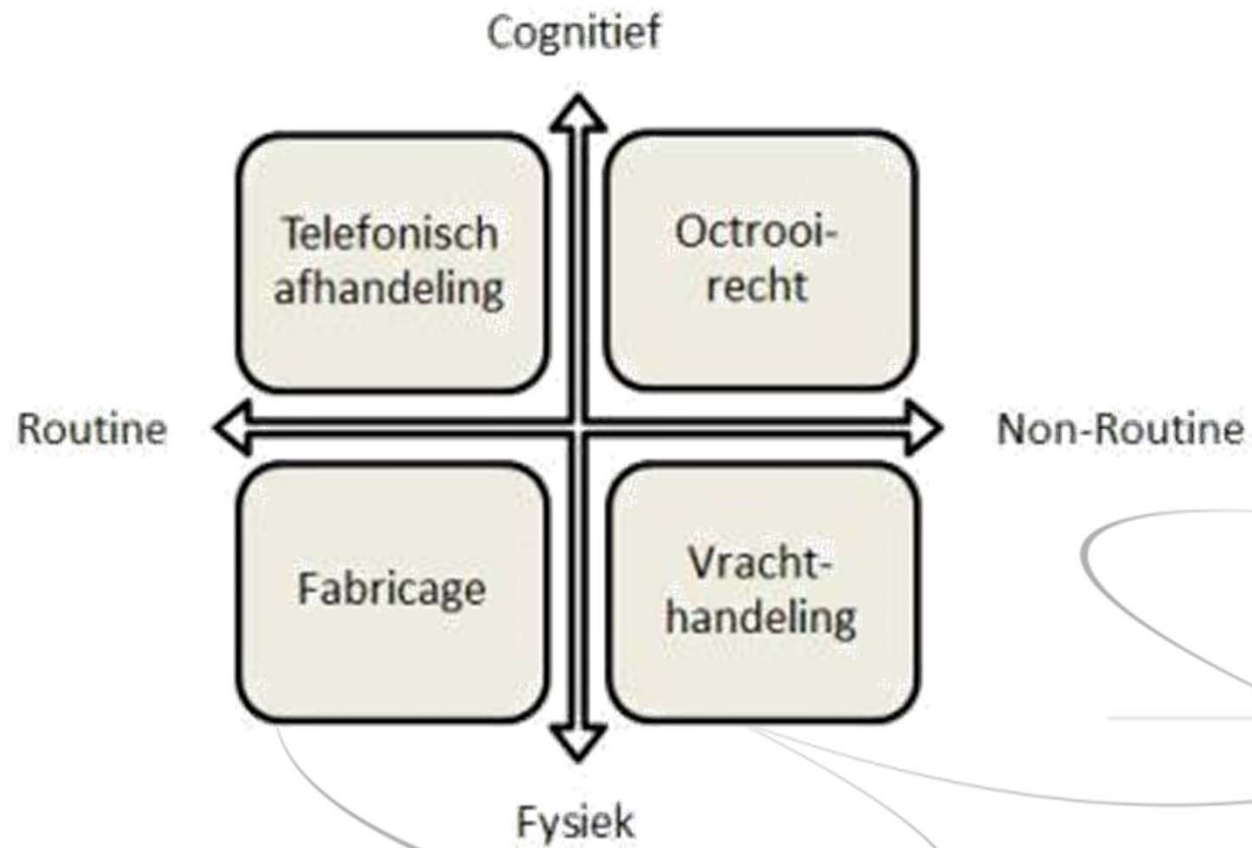 Cognitief
Telefonisch
afhandeling
Octrooi-
recht
Routine
Non-Routine
Fabricage
Vracht-
handeling
Fysiek